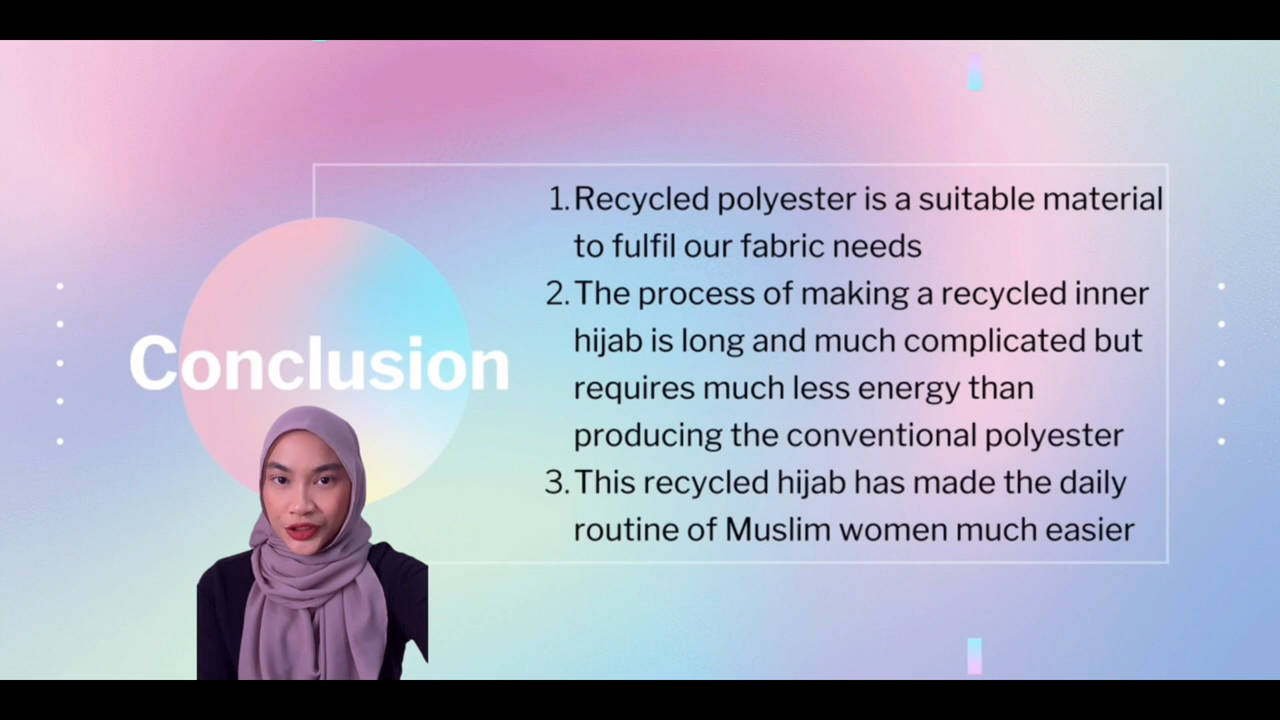 Conclusion
1. Recycled polyester is a suitable material
to fulfil our fabric needs
2. The process of making a recycled inner
hijab is long and much complicated but
requires much less energy than
producing the conventional polyester
3. This recycled hijab has made the daily
routine of Muslim women much easier